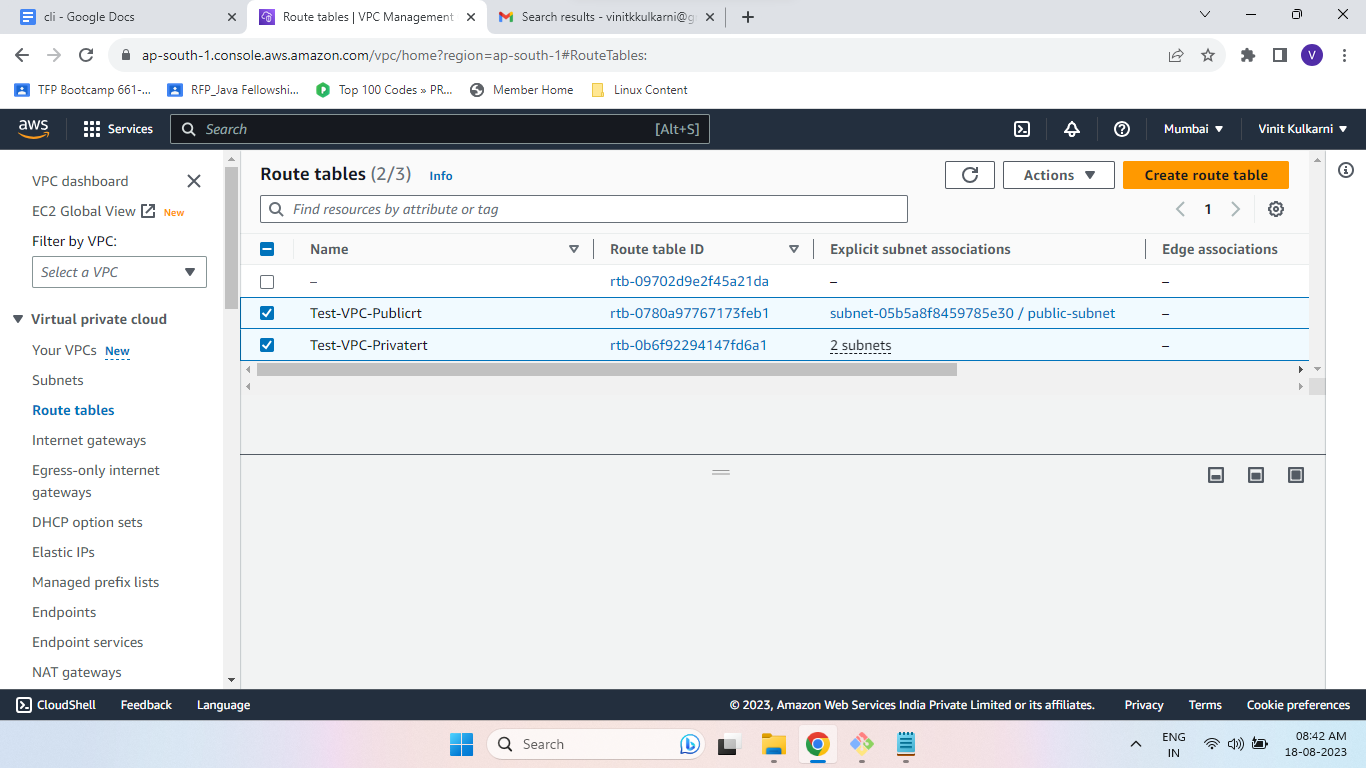 cli - Google Docs
Route tables | VPC Management
Search results - vinitkkulkarni@g
ap-south-1.console.aws.amazon.com/vpc/home?region=ap-south-1#RouteTables:
V
TFP Bootcamp 661-...
RFP_Java Fellowshi...
Top 100 Codes » PR...
Member Home
Linux Content
aws
Services
Search
[Alt+S]
Mumbai
Vinit Kulkarni
VPC dashboard
EC2 Global View
New
Filter by VPC:
Select a VPC
Virtual private cloud
Your VPCs New
Subnets
Route tables
Internet gateways
Egress-only internet
gateways
DHCP option sets
Elastic IPs
Managed prefix lists
Endpoints
Endpoint services
NAT gateways
Route tables (2/3) Info
Actions
Create route table
Find resources by attribute or tag
1
Name Route table ID Explicit subnet associations Edge associations
– rtb-09702d9e2f45a21da – –
Test-VPC-Publicrt rtb-0780a97767173feb1 subnet-05b5a8f8459785e30 / public-subnet –
Test-VPC-Privatert rtb-0b6f92294147fd6a1 2 subnets –
CloudShell
Feedback
Language
© 2023, Amazon Web Services India Private Limited or its affiliates.
Privacy
Terms
Cookie preferences
Search
ENG
IN
08:42 AM
18-08-2023